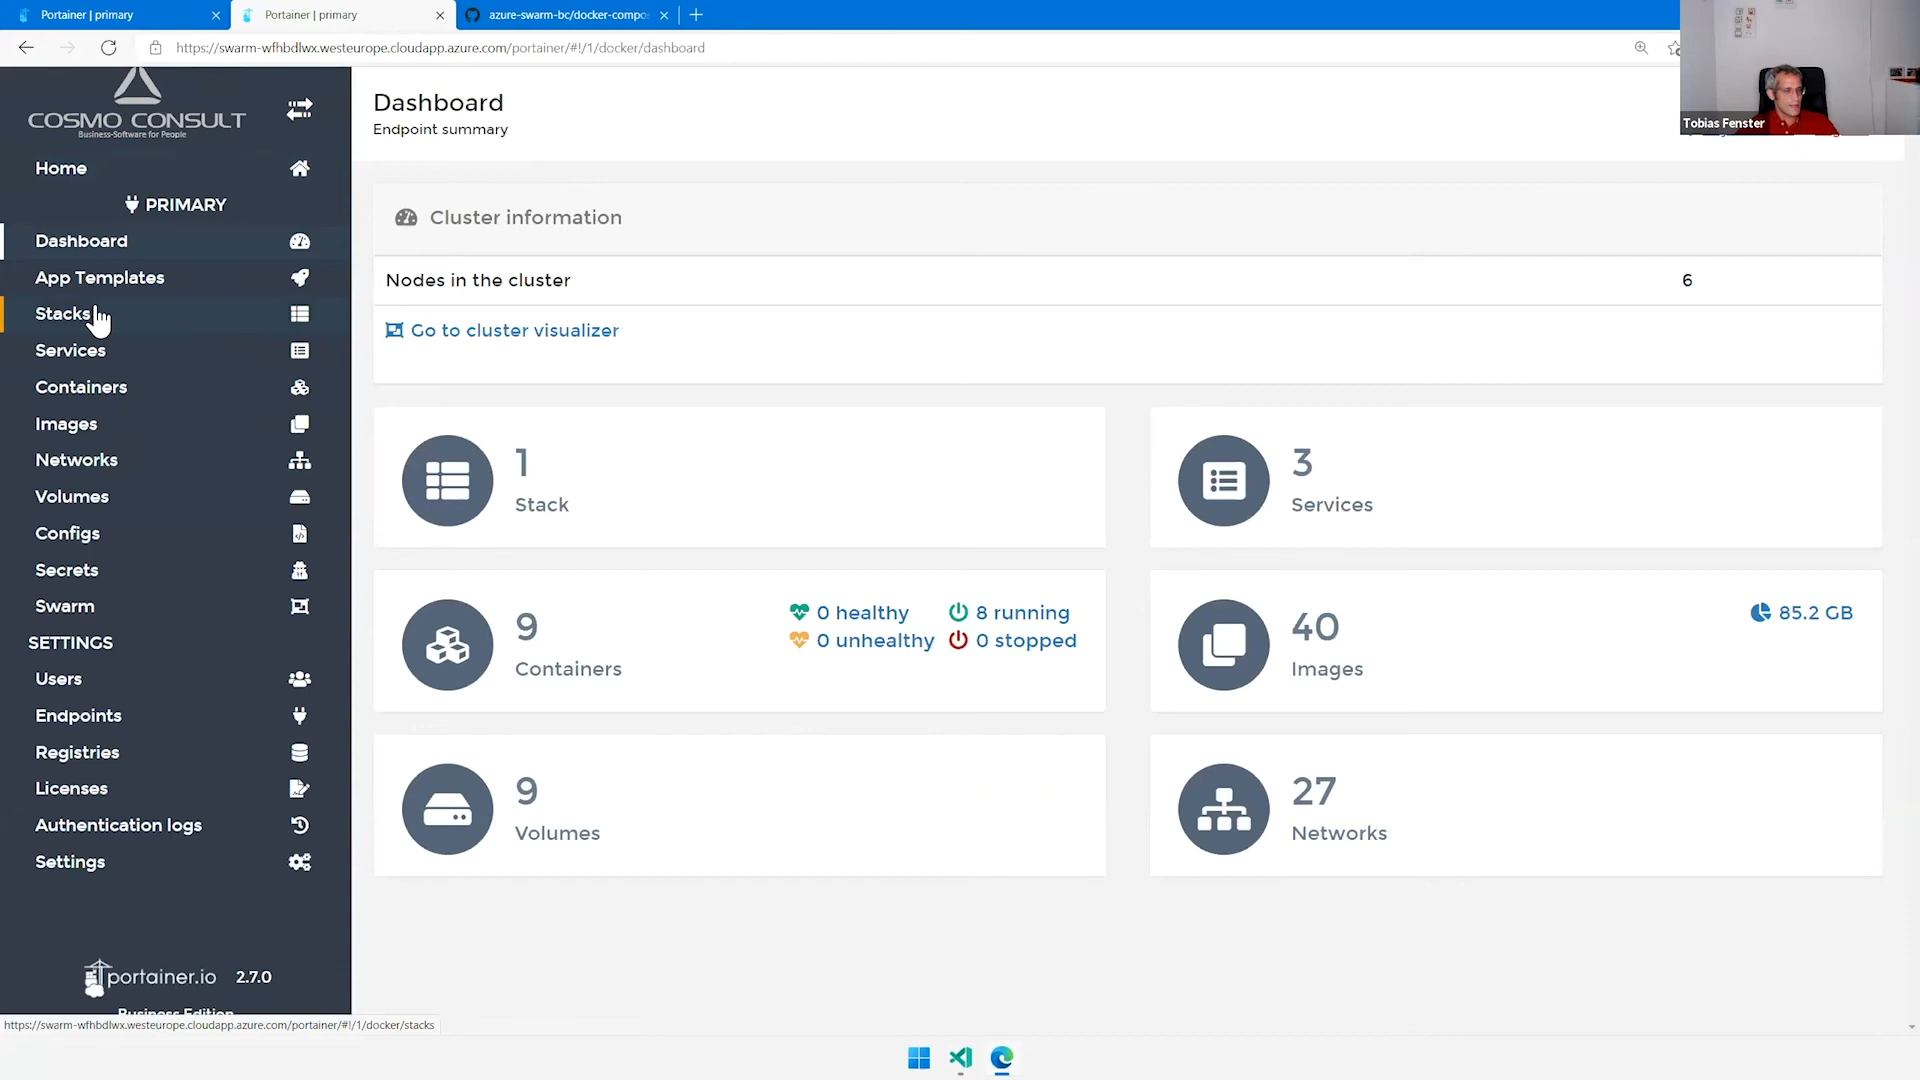 Portainer | primary
Portainer | primary
azure-swarm-bc/docker-compo
https://swarm-wfhbdlwx.westeurope.cloudapp.azure.com/portainer/#!/1/docker/dashboard
COSMO CONSULT
Business-Software for People
Home
PRIMARY
Dashboard
App Templates
Stacks
Services
Containers
Images
Networks
Volumes
Configs
Secrets
Swarm
SETTINGS
Users
Endpoints
Registries
Licenses
Authentication logs
Settings
portainer.io 2.7.0
Business Edition
https://swarm-wfhbdlwx.westeurope.cloudapp.azure.com/portainer/#!/1/docker/stacks
Dashboard
Endpoint summary
Tobias Fenster
Cluster information
Nodes in the cluster 6
Go to cluster visualizer
1
Stack
3
Services
9
Containers
0 healthy 8 running
0 unhealthy 0 stopped
40
Images
85.2 GB
9
Volumes
27
Networks